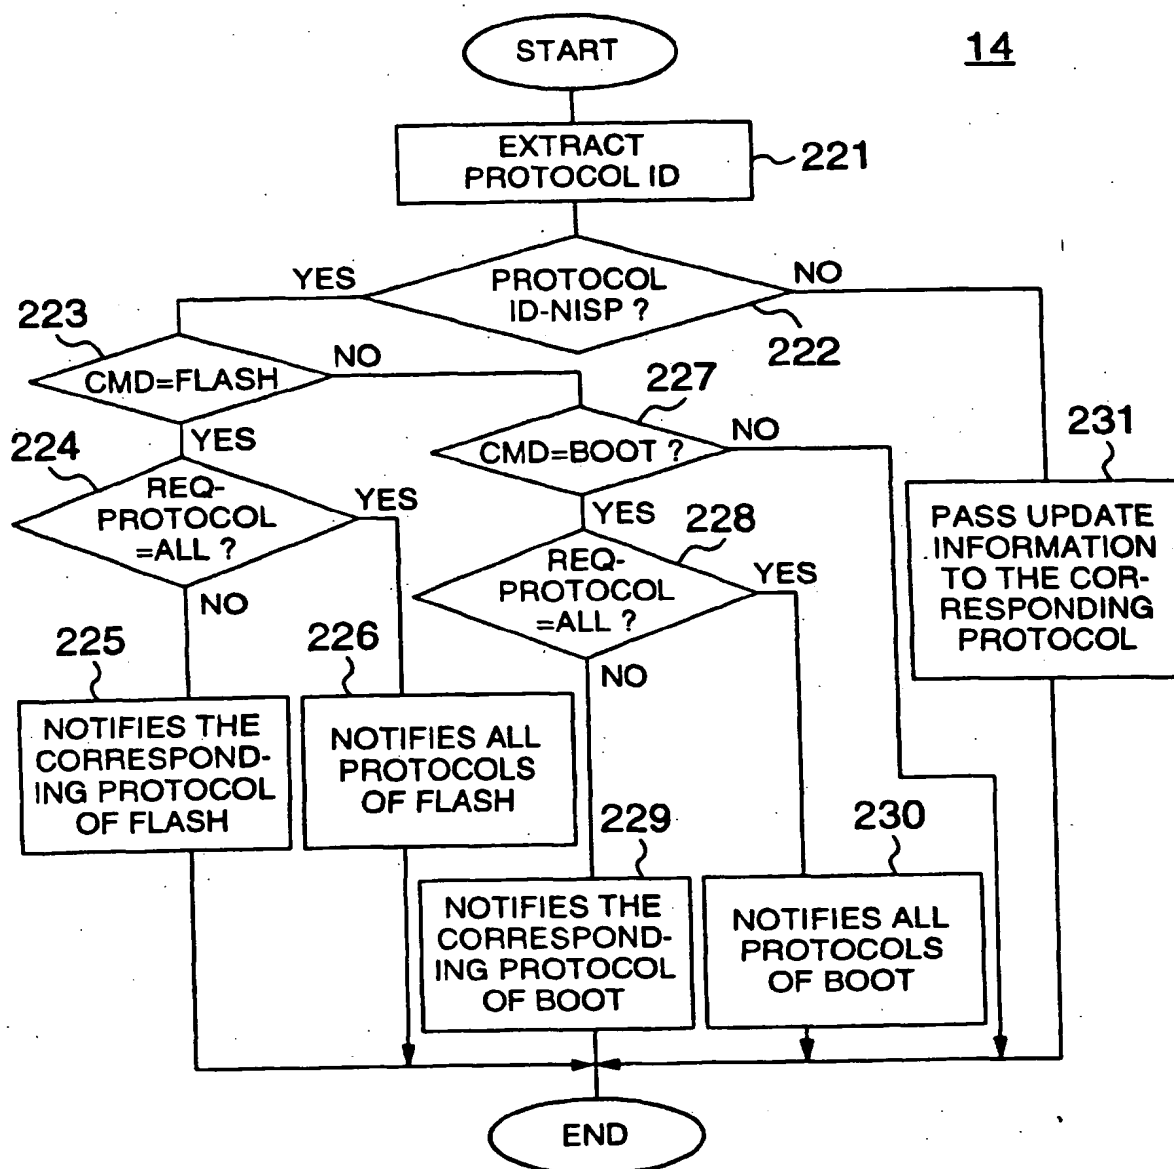 START
14
EXTRACT
PROTOCOL ID
221
PROTOCOL
ID-NISP ?
YES
NO
222
223
CMD=FLASH
NO
YES
227
CMD=BOOT ?
NO
YES
231
PASS UPDATE
INFORMATION
TO THE COR-
RESPONDING
PROTOCOL
224
REQ-
PROTOCOL
=ALL ?
YES
NO
228
REQ-
PROTOCOL
=ALL ?
YES
NO
225
NOTIFIES THE
CORRESPOND-
ING PROTOCOL
OF FLASH
226
NOTIFIES ALL
PROTOCOLS
OF FLASH
229
NOTIFIES THE
CORRESPOND-
ING PROTOCOL
OF BOOT
230
NOTIFIES ALL
PROTOCOLS
OF BOOT
END